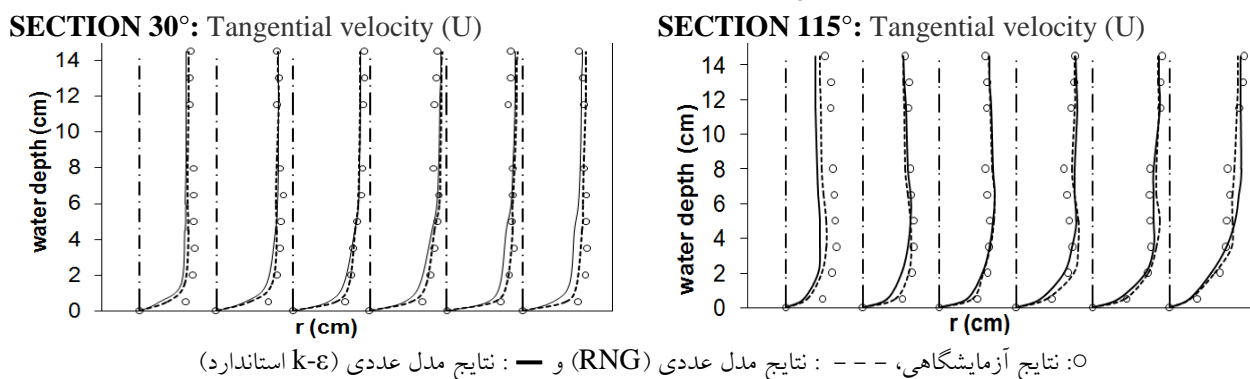 SECTION 30°: Tangential velocity (U)
14
12
10
8
6
4
2
0
water depth (cm)
r (cm)
SECTION 115°: Tangential velocity (U)
14
12
10
8
6
4
2
0
water depth (cm)
r (cm)
○: نتایج آزمایشگاهی، - - - : نتایج مدل عددی (RNG) و — : نتایج مدل عددی (k-ε استاندارد)